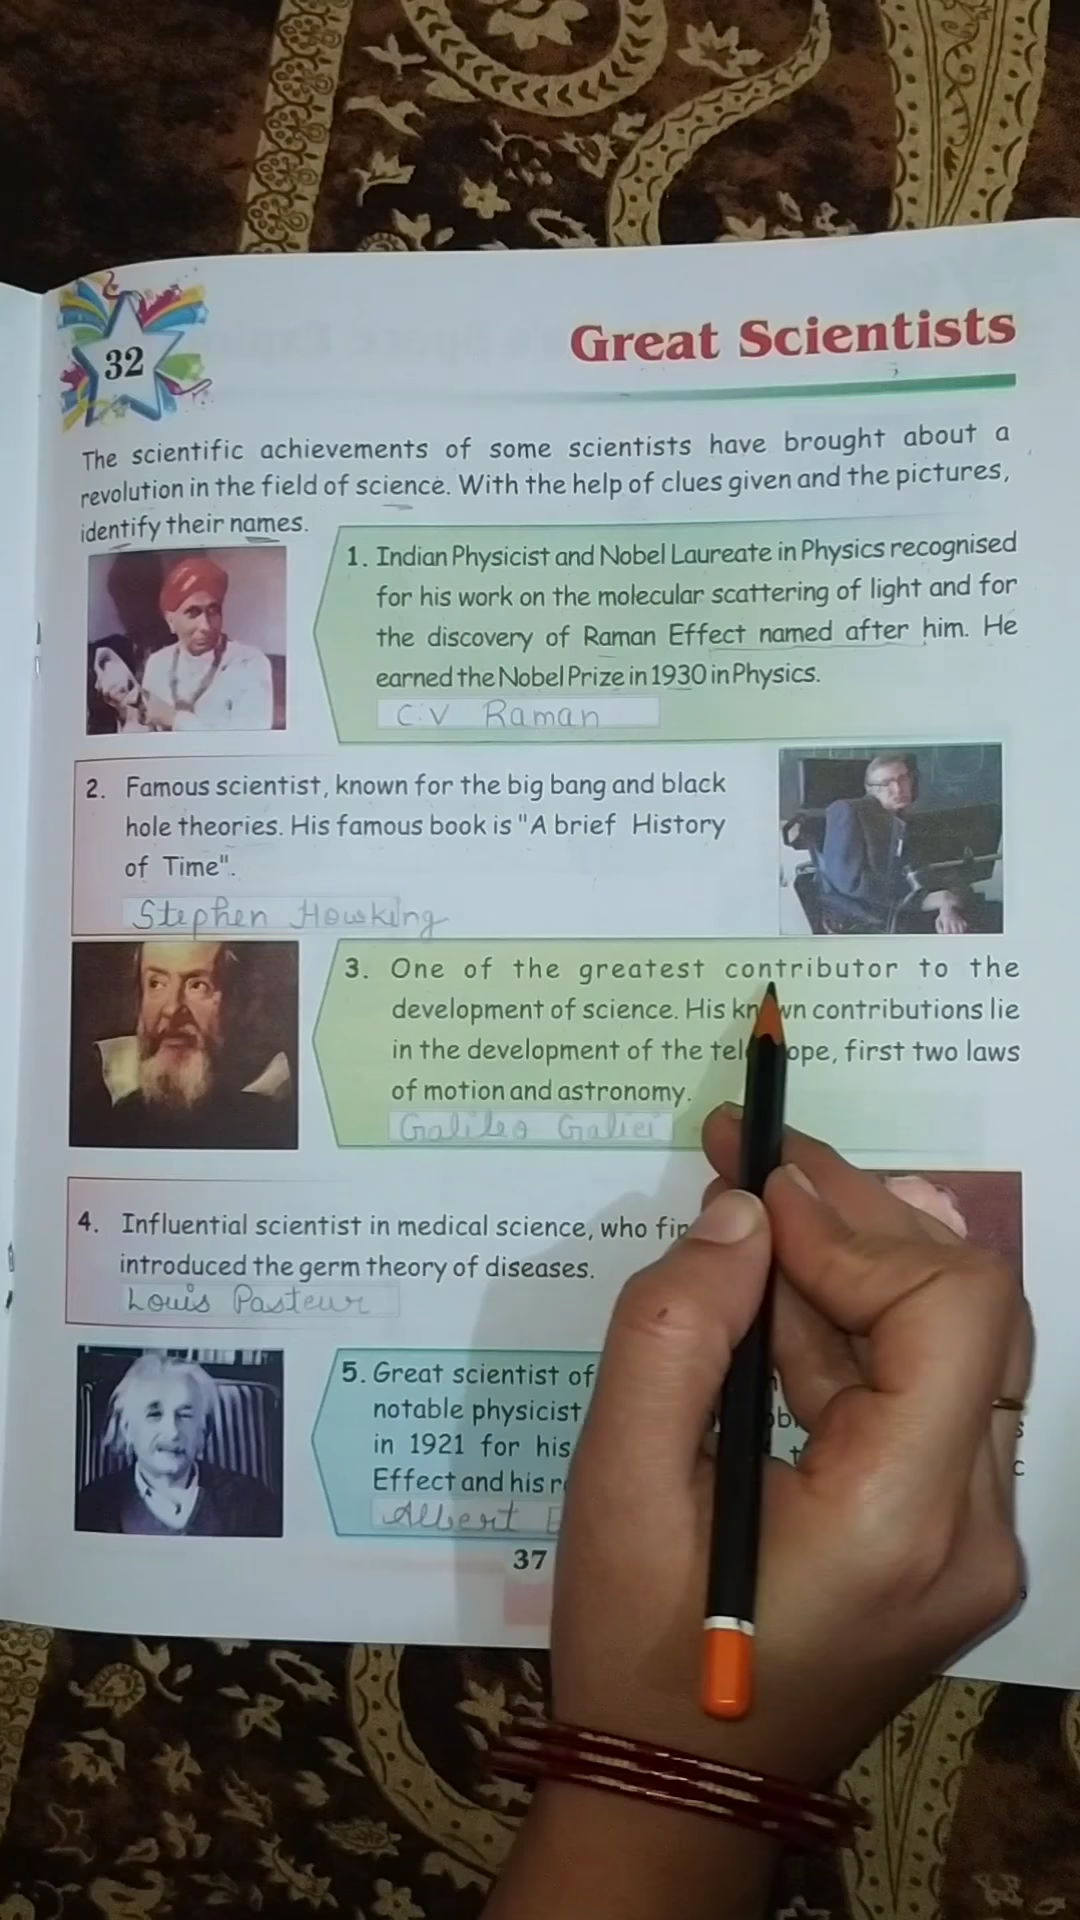 32
Great Scientists
The scientific achievements of some scientists have brought about a
revolution in the field of science. With the help of clues given and the pictures,
identify their names.
1. Indian Physicist and Nobel Laureate in Physics recognised
for his work on the molecular scattering of light and for
the discovery of Raman Effect named after him. He
earned the Nobel Prize in 1930 in Physics.
C.V Raman
2. Famous scientist, known for the big bang and black
hole theories. His famous book is "A brief History
of Time".
Stephen Howking
3. One of the greatest contributor to the
development of science. His contributions lie
in the development of the first two laws
of motion and astronomy.
Galileo Galiei
4. Influential scientist in medical science, who
introduced the germ theory of diseases.
Louis Pasteur
5. Great scientist of
notable physicist
in 1921 for his
Effect and his
Albert
37